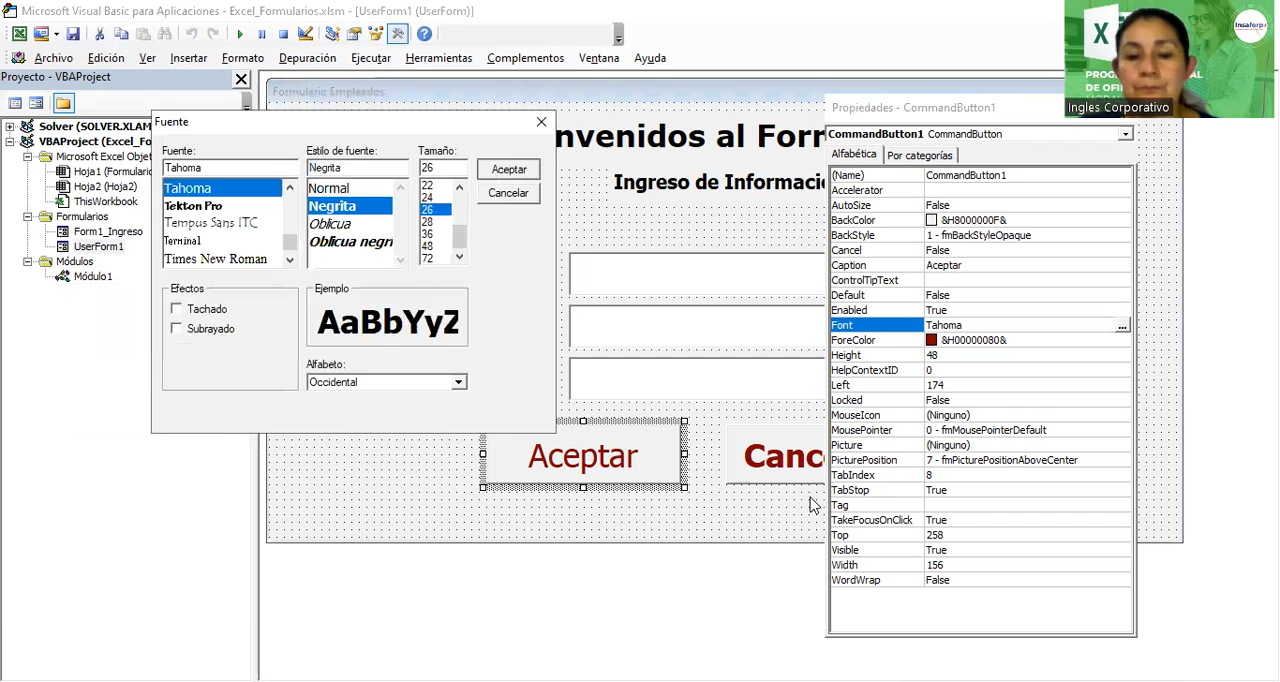 Microsoft Visual Basic para Aplicaciones - Excel_Formularios.xlsm - [UserForm1 (UserForm)]
Archivo Edición Ver Insertar Formato Depuración Ejecutar Herramientas Complementos Ventana Ayuda
Proyecto - VBAProject
Solver (SOLVER.XLAM
VBAProject (Exce_Fo
Microsoft Excel Objet
Hoja1 (Formulario
Hoja2 (Hoja2)
ThisWorkbook
Formularios
Form1_Ingreso
UserForm1
Módulos
Módulo1
Formulario Empleados
nvenidos al Form
Ingreso de Informació
Aceptar
Cance
Fuente
Fuente:
Tahoma
Tahoma
Tekton Pro
Tempus Sans ITC
Terminal
Times New Roman
Estilo de fuente:
Negrita
Normal
Negrita
Oblicua
Oblicua negri
Tamaño:
26
22
24
26
28
36
48
72
Aceptar
Cancelar
Efectos
Tachado
Subrayado
Ejemplo
AaBbYyZ
Alfabeto:
Occidental
Propiedades - CommandButton1
CommandButton1 CommandButton
Alfabética Por categorías
(Name) CommandButton1
Accelerator
AutoSize False
BackColor &H8000000F&
BackStyle 1 - fmBackStyleOpaque
Cancel False
Caption Aceptar
ControlTipText
Default False
Enabled True
Font Tahoma ...
ForeColor &H00000080&
Height 48
HelpContextID 0
Left 174
Locked False
MouseIcon (Ninguno)
MousePointer 0 - fmMousePointerDefault
Picture (Ninguno)
PicturePosition 7 - fmPicturePositionAboveCenter
TabIndex 8
TabStop True
Tag
TakeFocusOnClick True
Top 258
Visible True
Width 156
WordWrap False
X
Insaforp
Ingles Corporativo